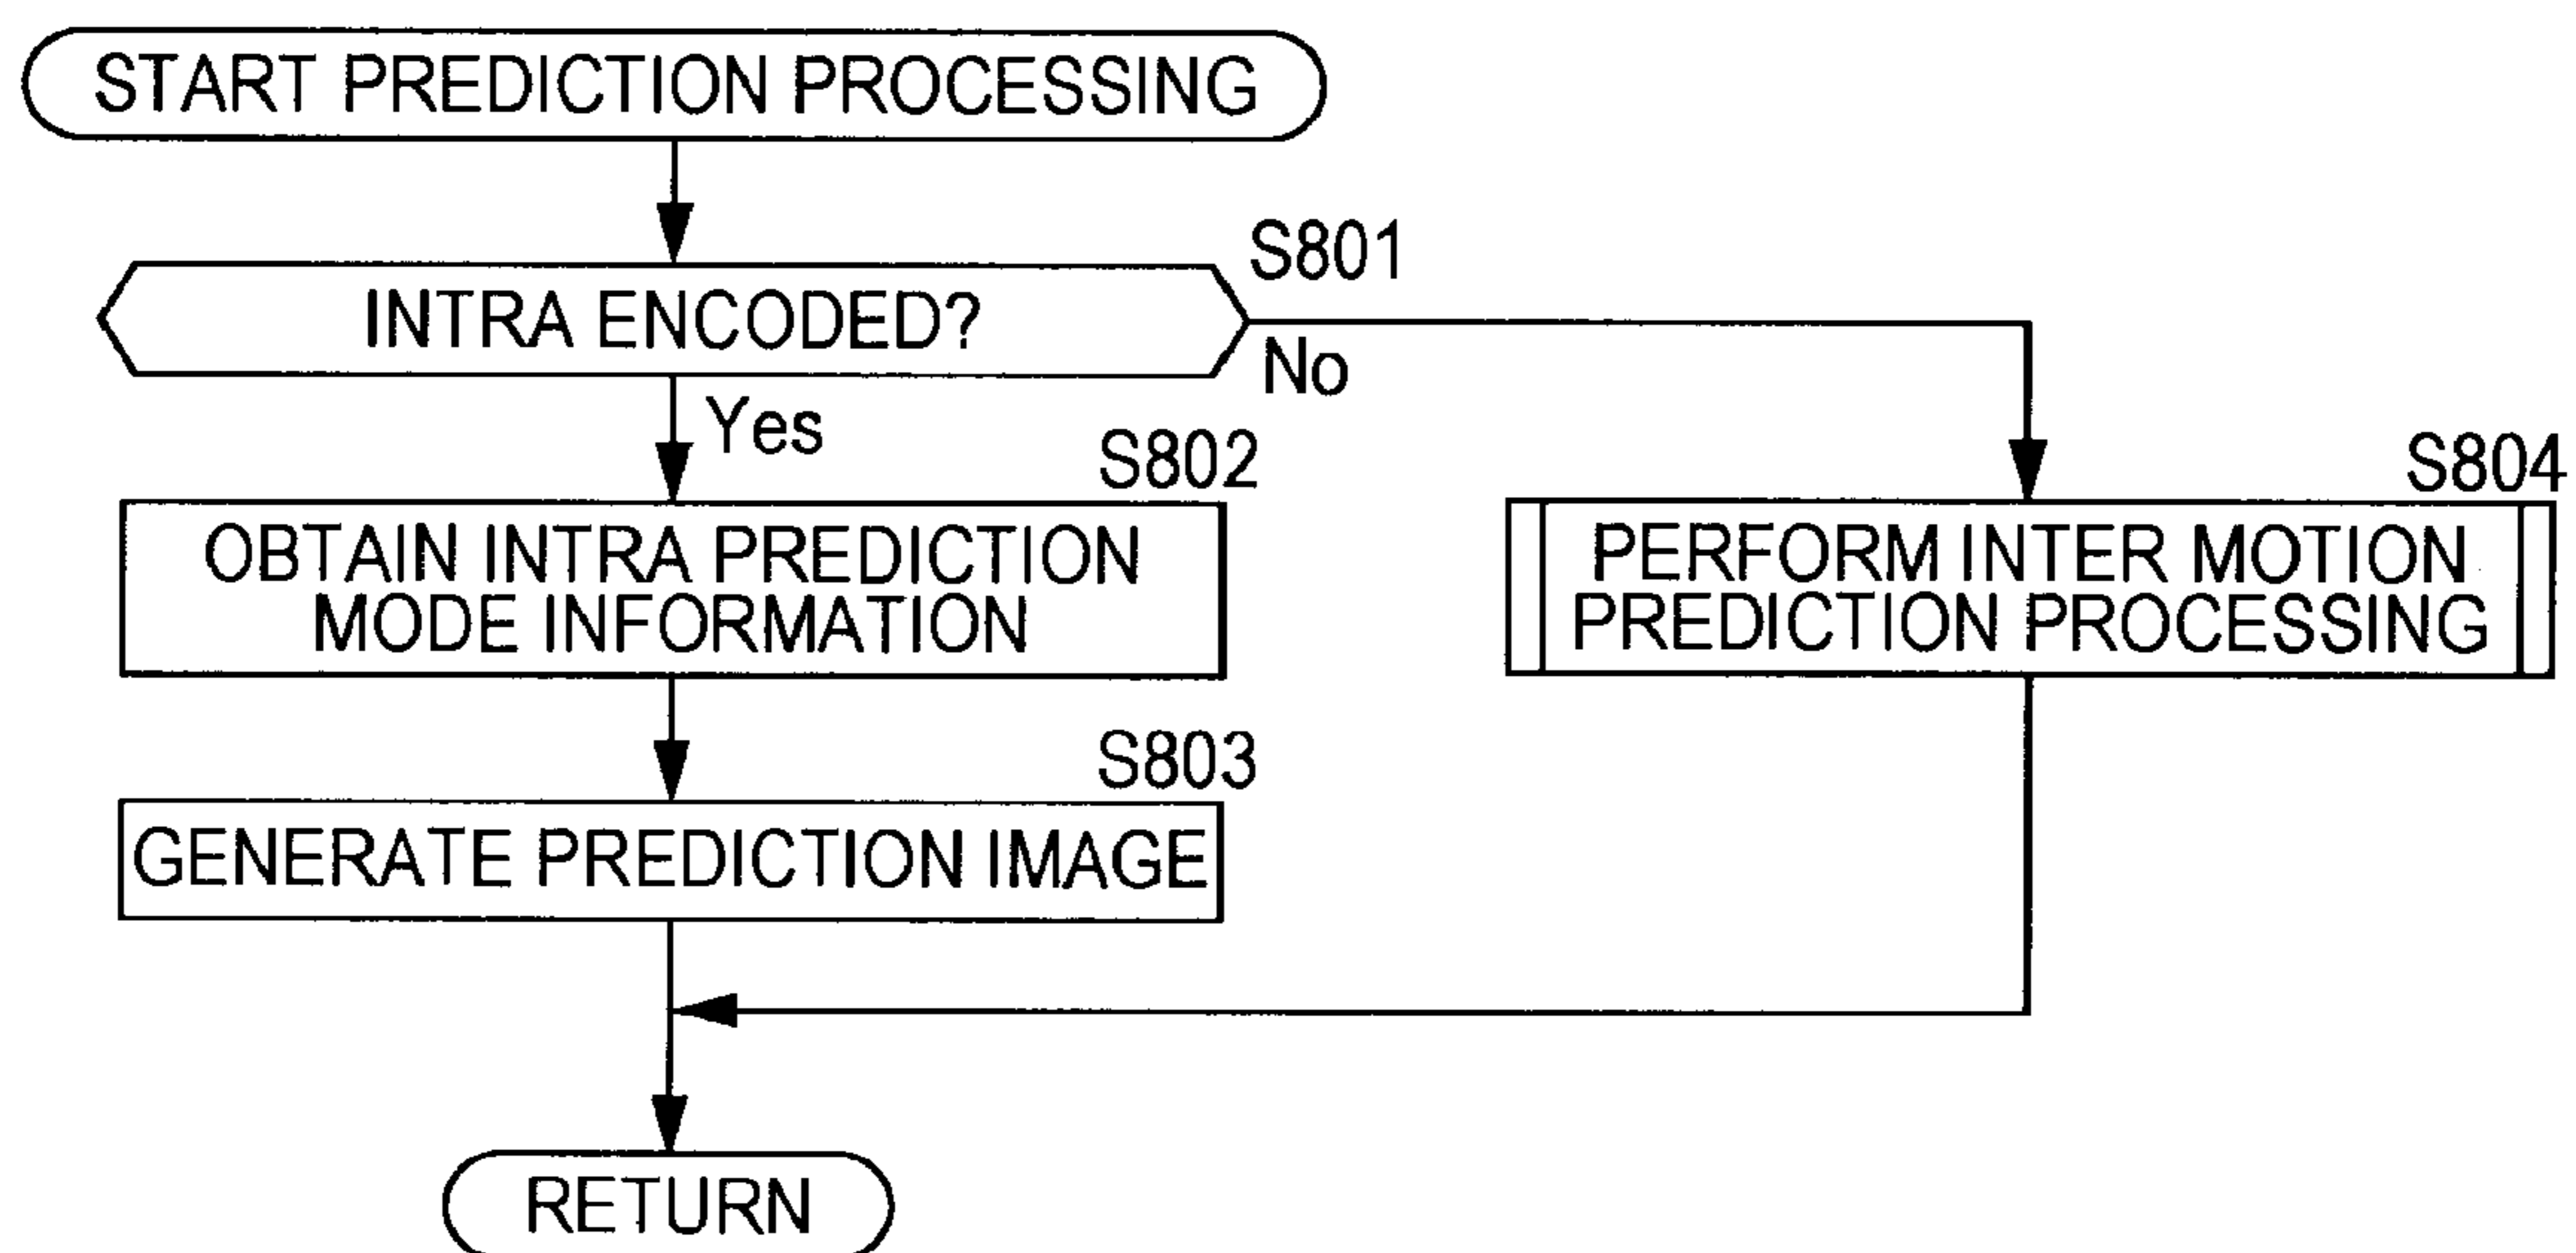 START PREDICTION PROCESSING
S801
INTRA ENCODED?
No
Yes
S802
OBTAIN INTRA PREDICTION
MODE INFORMATION
S804
PERFORM INTER MOTION
PREDICTION PROCESSING
S803
GENERATE PREDICTION IMAGE
RETURN